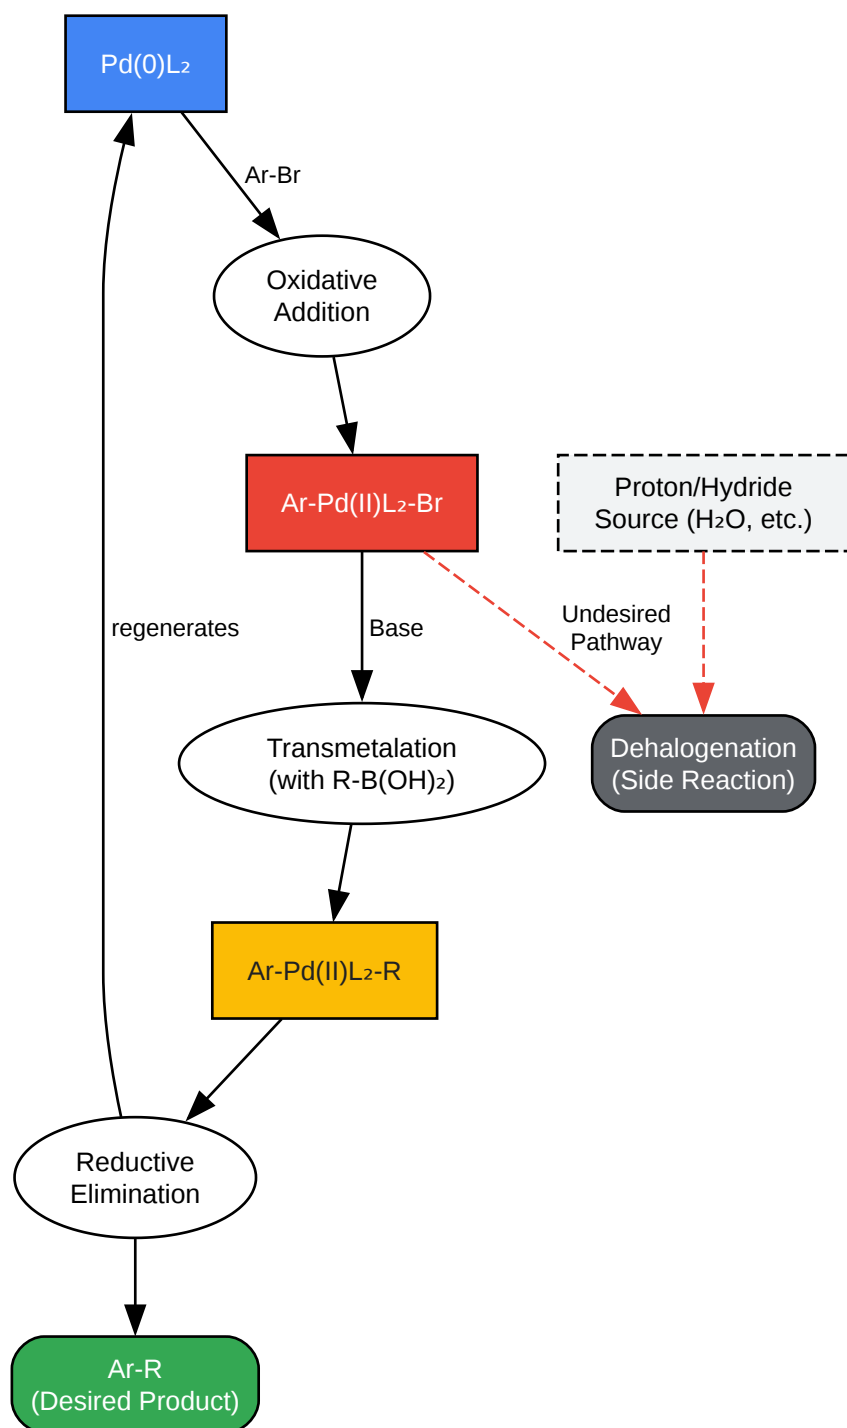 Pd(0)L₂
Ar-Br
Oxidative
Addition
Ar-Pd(II)L₂-Br
Proton/Hydride
Source (H₂O, etc.)
regenerates
Base
Undesired
Pathway
Transmetalation
(with R-B(OH)₂)
Dehalogenation
(Side Reaction)
Ar-Pd(II)L₂-R
Reductive
Elimination
Ar-R
(Desired Product)